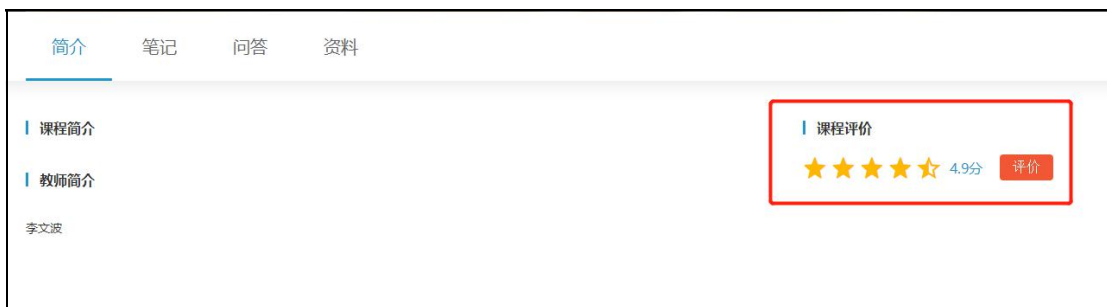 简介 笔记 问答 资料
课程简介
教师简介
李文波
课程评价
4.9分 评价